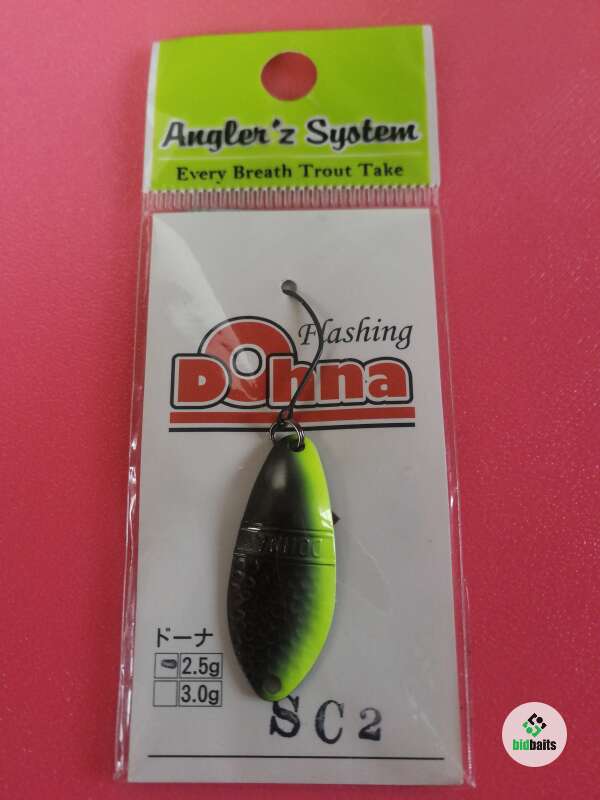 Angler'z System
Every Breath Trout Take
Flashing
Dohna
ドーナ
2.5g
3.0g
SC2
bidbaits